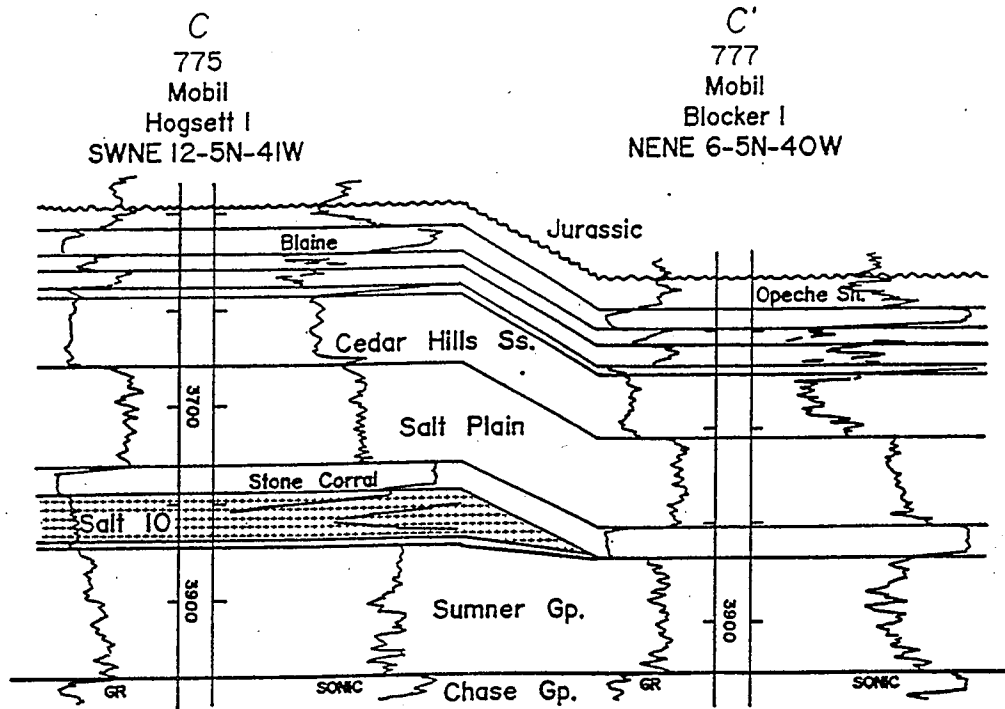 C
775
Mobil
Hogsett 1
SWNE 12-5N-41W
C'
777
Mobil
Blocker 1
NENE 6-5N-40W
Jurassic
Blaine
Opeche Sh.
Cedar Hills Ss.
3700
Salt Plain
Stone Corral
Salt 10
3900
Sumner Gp.
3900
GR
SONIC
Chase Gp.
GR
SONIC